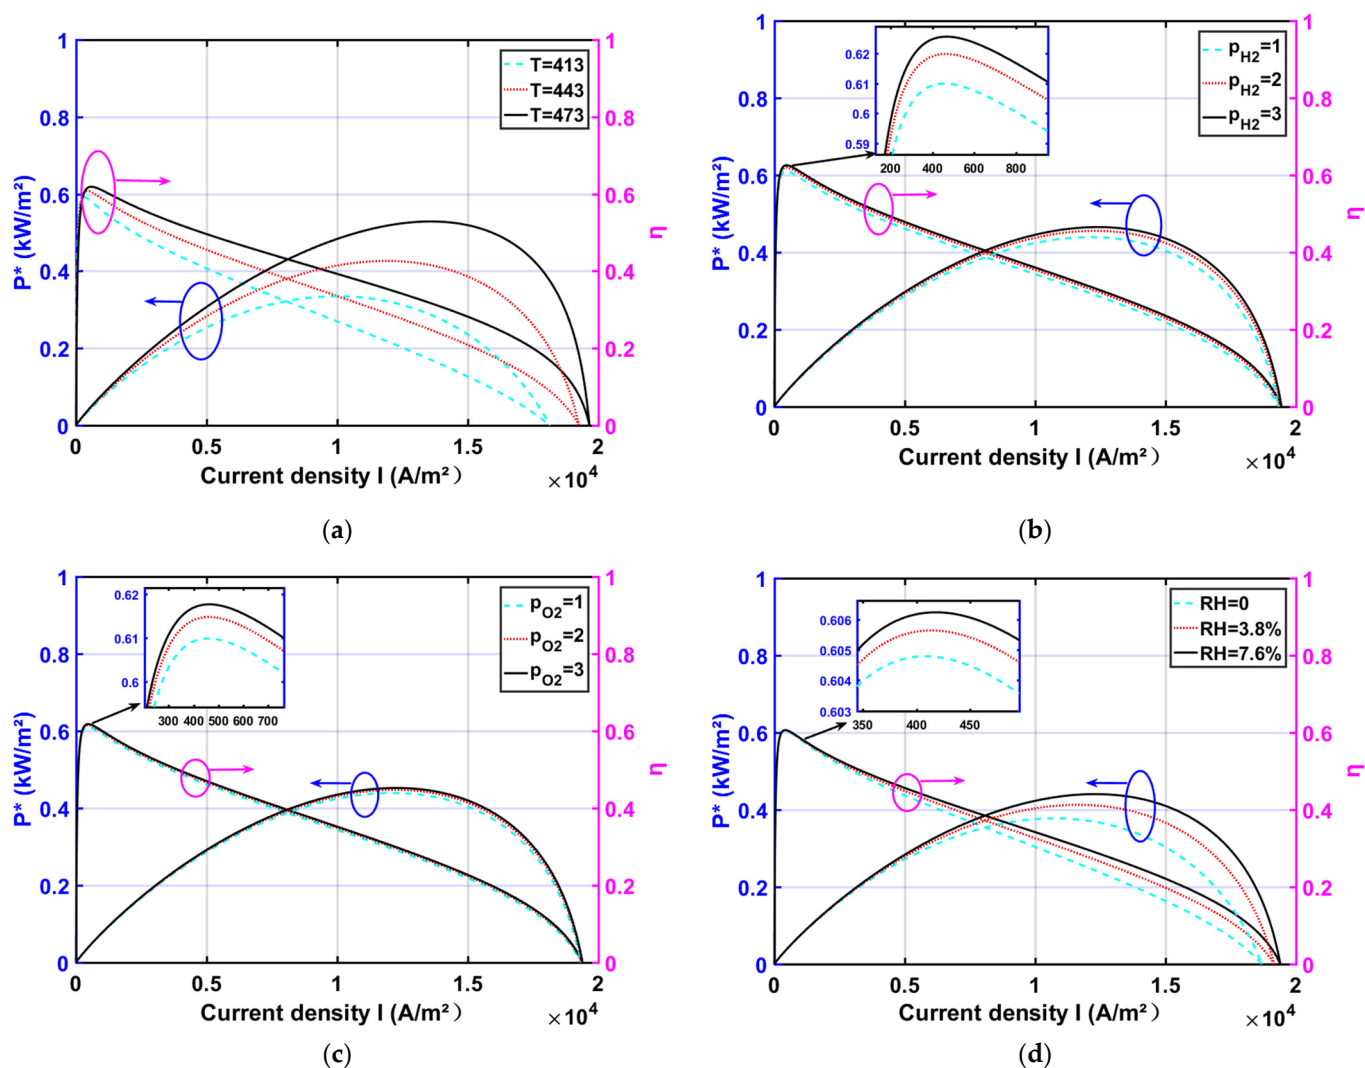 1
0.8
0.6
0.4
0.2
0
P* (kW/m²)
1
0.8
0.6
0.4
0.2
0
η
T=413
T=443
T=473
0 0.5 1 1.5 2
Current density I (A/m²）
×10⁴
(a)
1
0.8
0.6
0.4
0.2
0
P* (kW/m²)
1
0.8
0.6
0.4
0.2
0
η
0.62
0.61
0.6
0.59
200 400 600 800
p_H2=1
p_H2=2
p_H2=3
0 0.5 1 1.5 2
Current density I (A/m²）
×10⁴
(b)
1
0.8
0.6
0.4
0.2
0
P* (kW/m²)
1
0.8
0.6
0.4
0.2
0
η
0.62
0.61
0.6
300 400 500 600 700
p_O2=1
p_O2=2
p_O2=3
0 0.5 1 1.5 2
Current density I (A/m²）
×10⁴
(c)
1
0.8
0.6
0.4
0.2
0
P* (kW/m²)
1
0.8
0.6
0.4
0.2
0
η
0.606
0.605
0.604
0.603
350 400 450
RH=0
RH=3.8%
RH=7.6%
0 0.5 1 1.5 2
Current density I (A/m²）
×10⁴
(d)